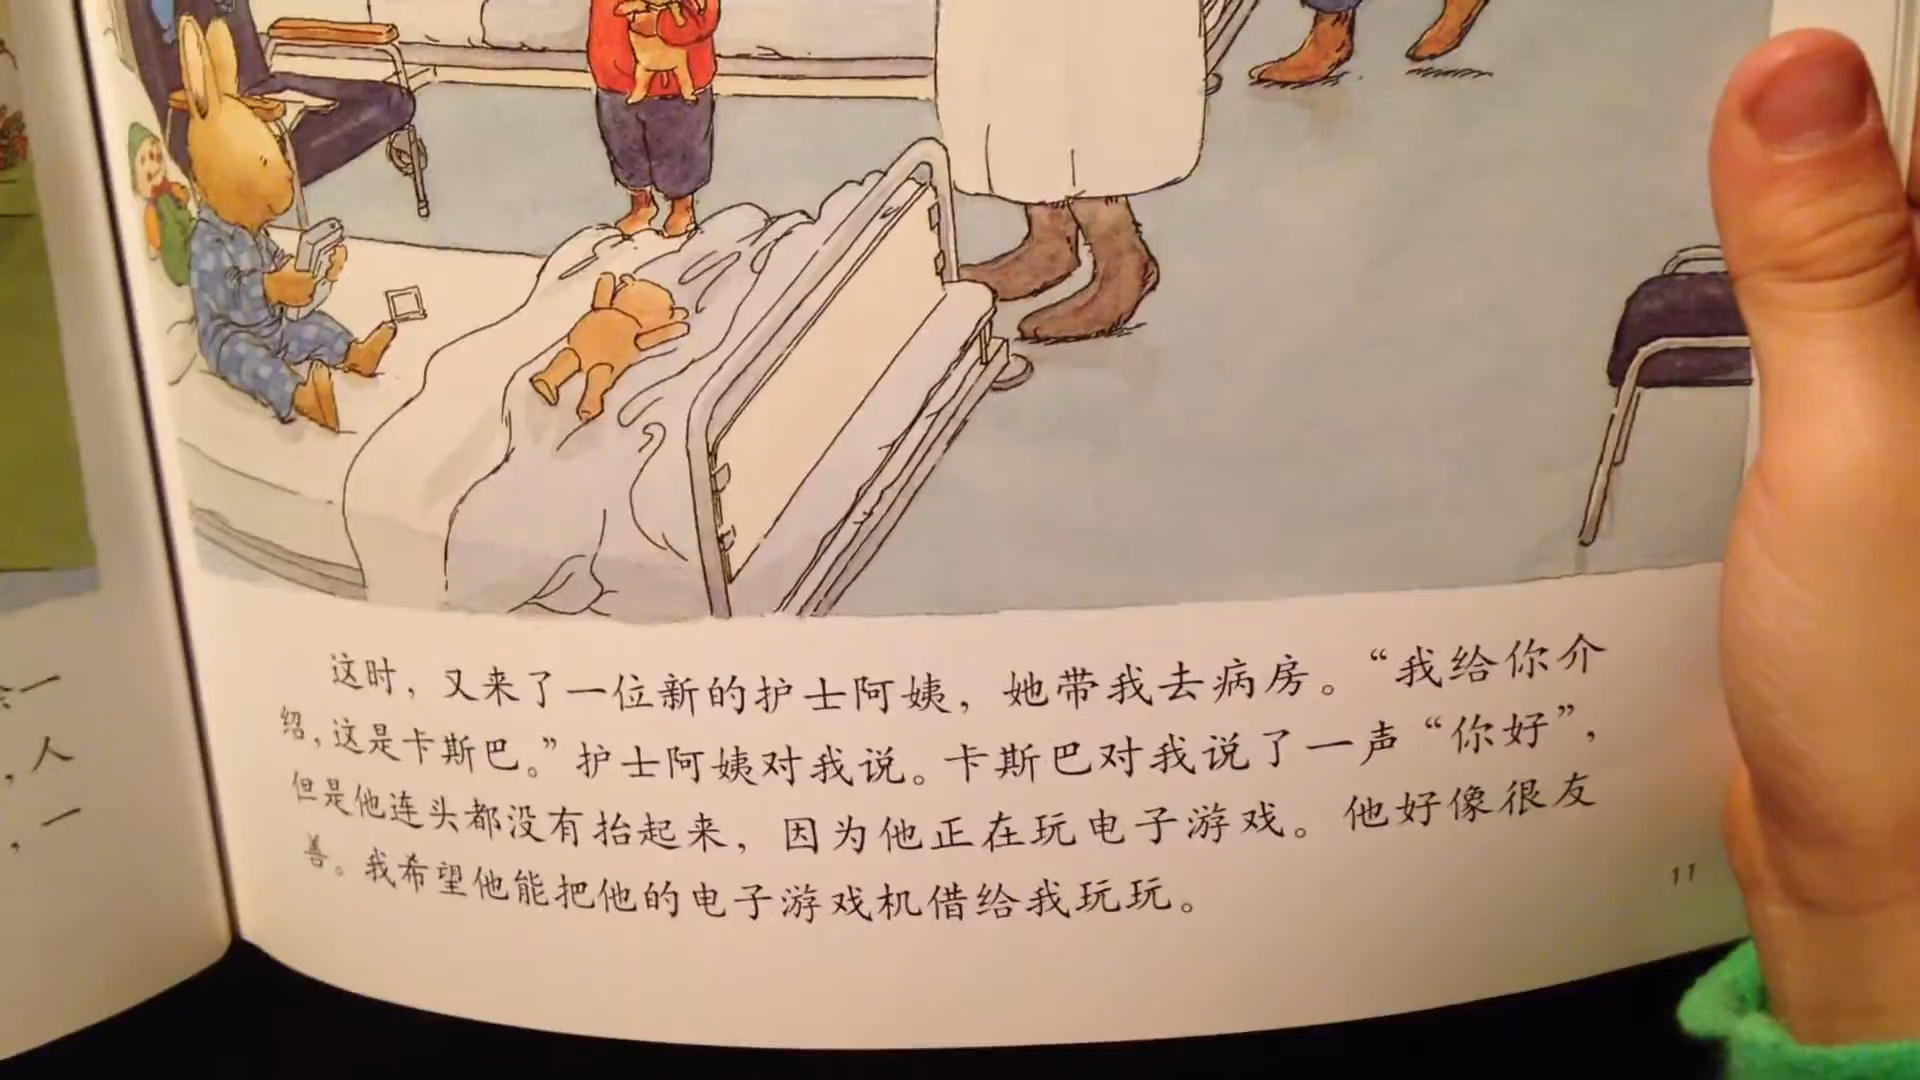 一
，人
，一
这时，又来了一位新的护士阿姨，她带我去病房。“我给你介
绍，这是卡斯巴。”护士阿姨对我说。卡斯巴对我说了一声“你好”，
但是他连头都没有抬起来，因为他正在玩电子游戏。他好像很友
善。我希望他能把他的电子游戏机借给我玩玩。
11